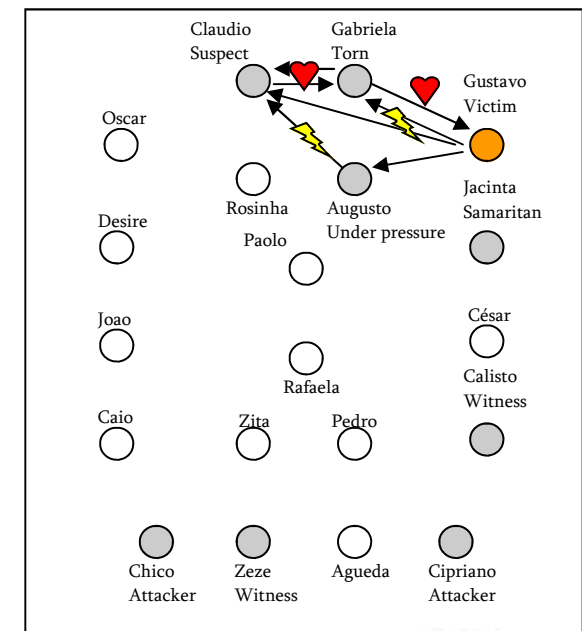 Claudio
Suspect
Gabriela
Torn
Gustavo
Victim
Oscar
Rosinha
Augusto
Under pressure
Jacinta
Samaritan
Desire
Paolo
Joao
César
Rafaela
Calisto
Witness
Caio
Zita
Pedro
Chico
Attacker
Zeze
Witness
Agueda
Cipriano
Attacker